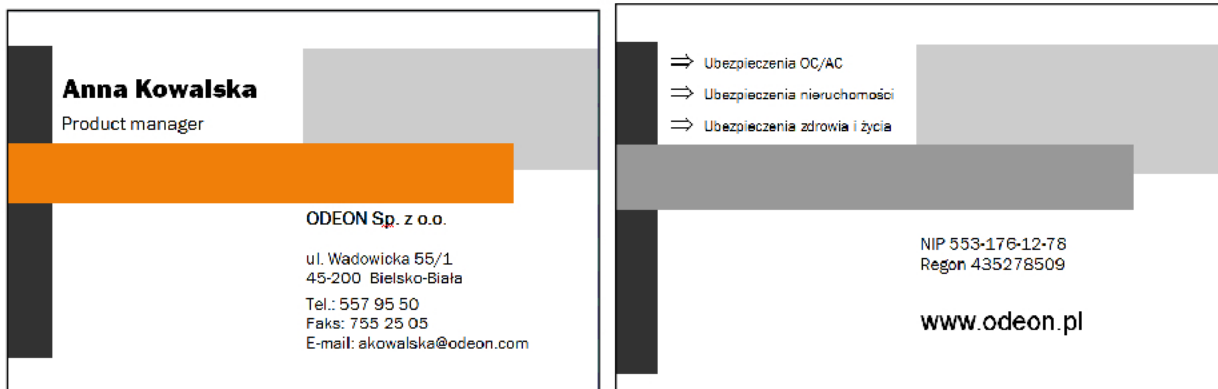 Anna Kowalska
Product manager
ODEON Sp. z o.o.
ul. Wadowicka 55/1
45-200 Bielsko-Biała
Tel.: 557 95 50
Faks: 755 25 05
E-mail: akowalska@odeon.com
⇒ Ubezpieczenia OC/AC
⇒ Ubezpieczenia nieruchomości
⇒ Ubezpieczenia zdrowia i życia
NIP 553-176-12-78
Regon 435278509
www.odeon.pl